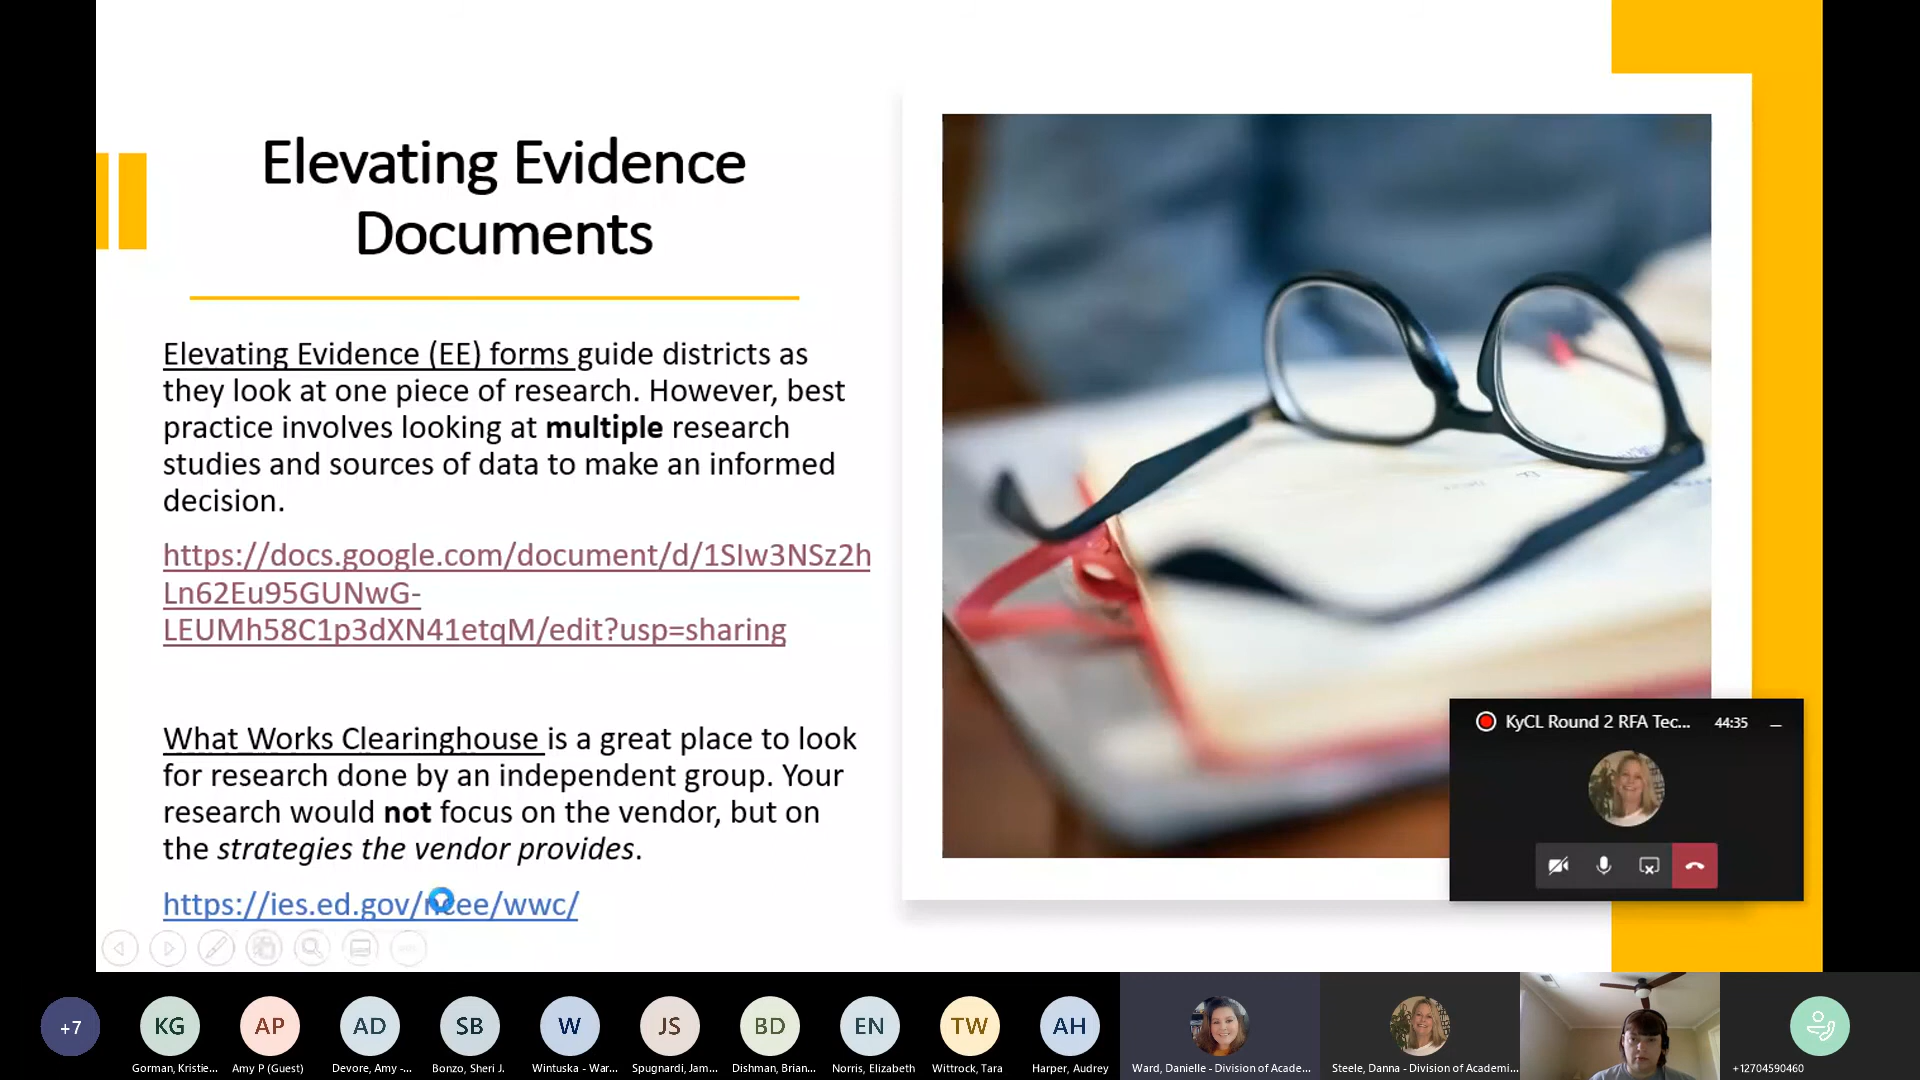 Elevating Evidence
Documents
Elevating Evidence (EE) forms guide districts as
they look at one piece of research. However, best
practice involves looking at multiple research
studies and sources of data to make an informed
decision.
https://docs.google.com/document/d/1SIw3NSz2h
Ln62Eu95GUNwG-
LEUMh58C1p3dXN41etqM/edit?usp=sharing
What Works Clearinghouse is a great place to look
for research done by an independent group. Your
research would not focus on the vendor, but on
the strategies the vendor provides.
https://ies.ed.gov/ncee/wwc/
KyCL Round 2 RFA Tec... 44:35
+7
KG
AP
AD
SB
W
JS
BD
EN
TW
AH
Gorman, Kristie...
Amy P (Guest)
Devore, Amy -...
Bonzo, Sheri J.
Wintuska - War...
Spugnardi, Jam...
Dishman, Brian...
Norris, Elizabeth
Wittrock, Tara
Harper, Audrey
Ward, Danielle - Division of Acade...
Steele, Danna - Division of Academi...
+12704590460